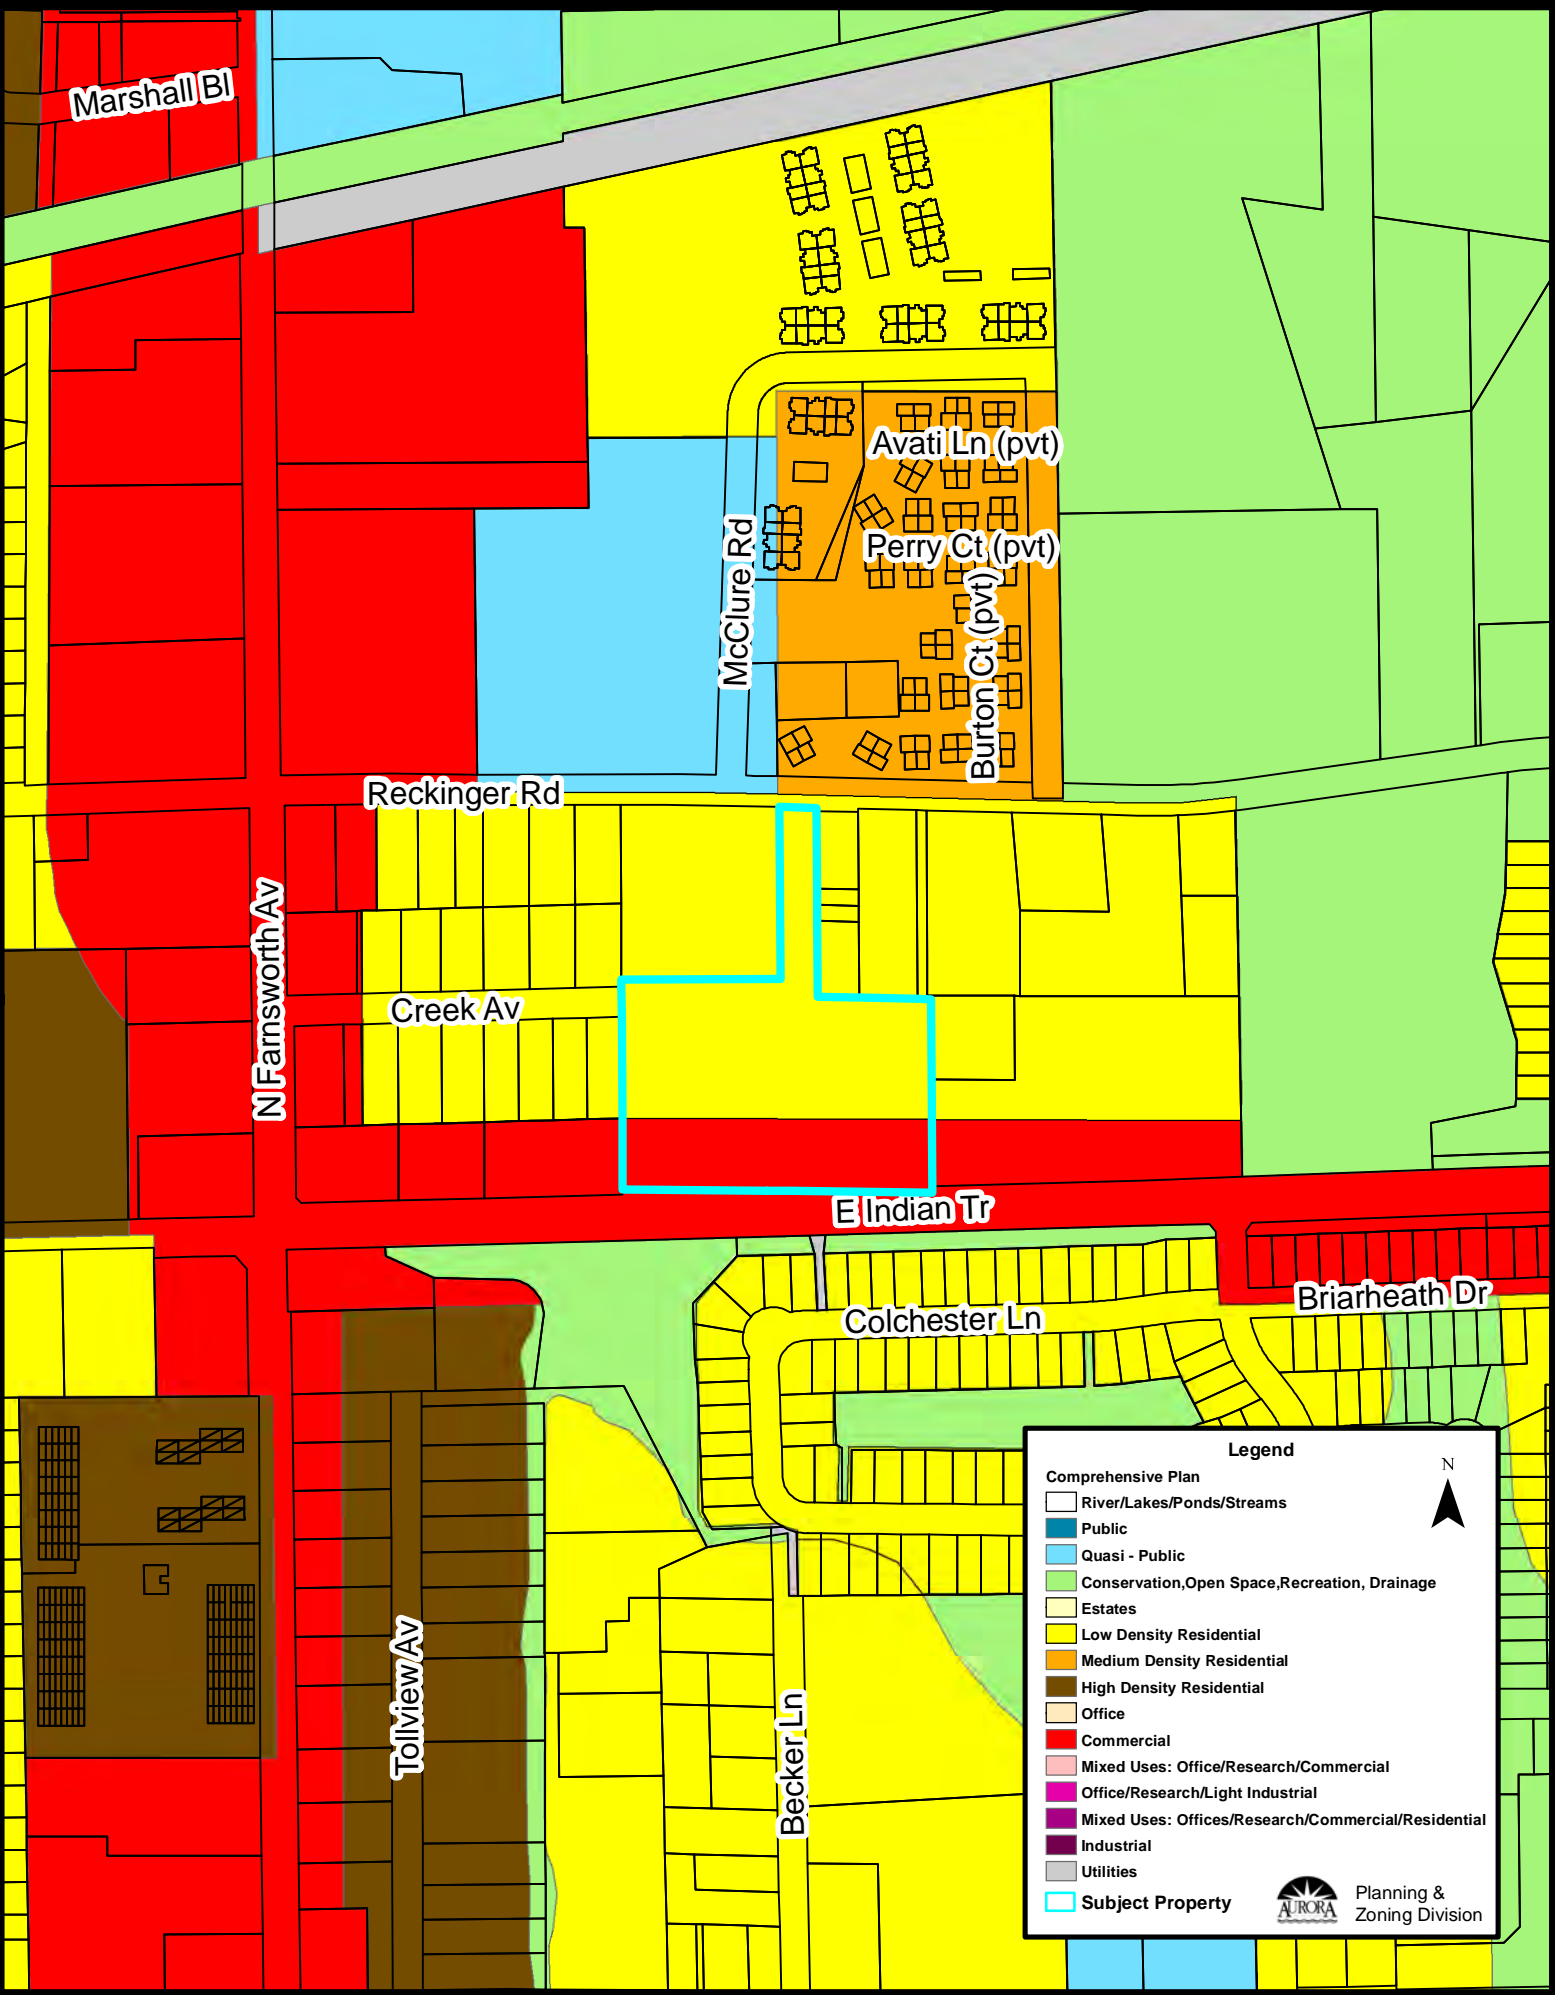 Marshall Bl
Avati Ln (pvt)
Perry Ct (pvt)
McClure Rd
Burton Ct (pvt)
Reckinger Rd
N Farnsworth Av
Creek Av
E Indian Tr
Briarheath Dr
Colchester Ln
Tollview Av
Becker Ln
Legend
Comprehensive Plan
N
River/Lakes/Ponds/Streams
Public
Quasi - Public
Conservation,Open Space,Recreation, Drainage
Estates
Low Density Residential
Medium Density Residential
High Density Residential
Office
Commercial
Mixed Uses: Office/Research/Commercial
Office/Research/Light Industrial
Mixed Uses: Offices/Research/Commercial/Residential
Industrial
Utilities
Subject Property
AURORA
Planning &
Zoning Division